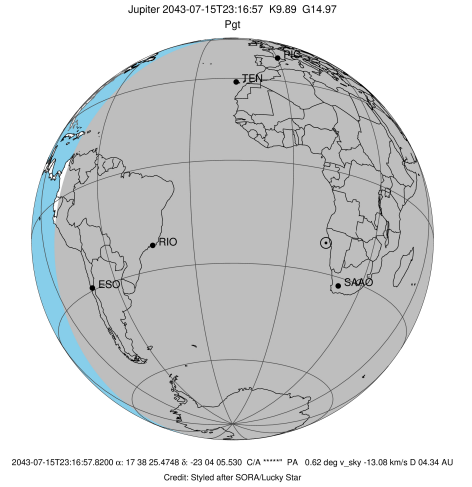 Jupiter 2043-07-15T23:16:57 K9.89 G14.97
Pgt
PIC
TEN
RIO
ESO
SAAO
2043-07-15T23:16:57.8200 α: 17 38 25.4748 δ: -23 04 05.530 C/A *****" PA 0.62 deg v_sky -13.08 km/s D 04.34 AU
Credit: Styled after SORA/Lucky Star